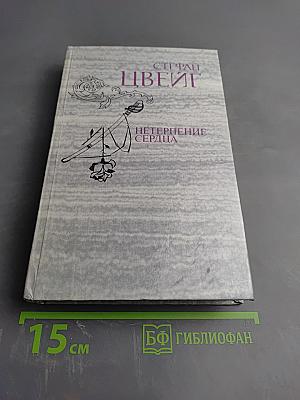 СТЕФАН
ЦВЕЙГ
НЕТЕРПЕНИЕ
СЕРДЦА
15 см
БФ ГИБЛИОФАН